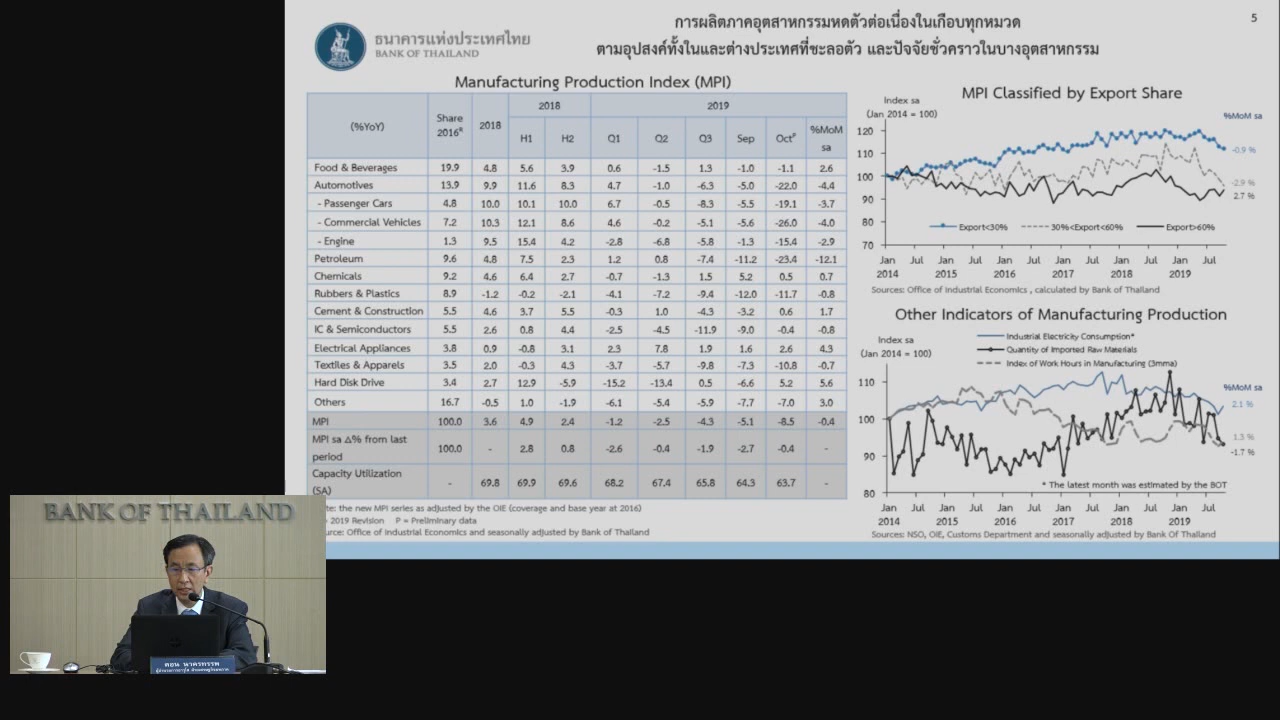 5
การผลิตภาคอุตสาหกรรมหดตัวต่อเนื่องในเกือบทุกหมวด
ตามอุปสงค์ทั้งในและต่างประเทศที่ชะลอตัว และปัจจัยชั่วคราวในบางอุตสาหกรรม
ธนาคารแห่งประเทศไทย
BANK OF THAILAND
Manufacturing Production Index (MPI)
(%YoY) Share 2016ᴿ 2018 2018 2019
H1 H2 Q1 Q2 Q3 Sep Octᴾ %MoM sa
Food & Beverages 19.9 4.8 5.6 3.9 0.6 -1.5 1.3 -1.0 -1.1 2.6
Automotives 13.9 9.9 11.6 8.3 4.7 -1.0 -6.3 -5.0 -22.0 -4.4
- Passenger Cars 4.8 10.0 10.1 10.0 6.7 -0.5 -8.3 -5.5 -19.1 -3.7
- Commercial Vehicles 7.2 10.3 12.1 8.6 4.6 -0.2 -5.1 -5.6 -26.0 -4.0
- Engine 1.3 9.5 15.4 4.2 -2.8 -6.8 -5.8 -1.3 -15.4 -2.9
Petroleum 9.6 4.8 7.5 2.3 1.2 0.8 -7.4 -11.2 -23.4 -12.1
Chemicals 9.2 4.6 6.4 2.7 -0.7 -1.3 1.5 5.2 0.5 0.7
Rubbers & Plastics 8.9 -1.2 -0.2 -2.1 -4.1 -7.2 -9.4 -12.0 -11.7 -0.8
Cement & Construction 5.5 4.6 3.7 5.5 -0.3 1.0 -4.3 -3.2 0.6 1.7
IC & Semiconductors 5.5 2.6 0.8 4.4 -2.5 -4.5 -11.9 -9.0 -0.4 -0.8
Electrical Appliances 3.8 0.9 -0.8 3.1 2.3 7.8 1.9 1.6 2.6 4.3
Textiles & Apparels 3.5 2.0 -0.3 4.3 -3.7 -5.7 -9.8 -7.3 -10.8 -0.7
Hard Disk Drive 3.4 2.7 12.9 -5.9 -15.2 -13.4 0.5 -6.6 5.2 5.6
Others 16.7 -0.5 1.0 -1.9 -6.1 -5.4 -5.9 -7.7 -7.0 3.0
MPI 100.0 3.6 4.9 2.4 -1.2 -2.5 -4.3 -5.1 -8.5 -0.4
MPI sa Δ% from last period 100.0 - 2.8 0.8 -2.6 -0.4 -1.9 -2.7 -0.4 -
Capacity Utilization (SA) - 69.8 69.9 69.6 68.2 67.4 65.8 64.3 63.7 -
te: the new MPI series as adjusted by the OIE (coverage and base year at 2016)
2019 Revision P = Preliminary data
urce: Office of Industrial Economics and seasonally adjusted by Bank of Thailand
MPI Classified by Export Share
Index sa
(Jan 2014 = 100)
%MoM sa
120
100
90
80
70
-0.9 %
-2.9 %
2.7 %
Export<30% 30%<Export<60% Export>60%
Jan Jul Jan Jul Jan Jul Jan Jul Jan Jul Jan Jul
2014 2015 2016 2017 2018 2019
Sources: Office of Industrial Economics , calculated by Bank of Thailand
Other Indicators of Manufacturing Production
Index sa
(Jan 2014 = 100)
Industrial Electricity Consumption*
Quantity of Imported Raw Materials
Index of Work Hours in Manufacturing (3mma)
%MoM sa
110
100
90
80
2.1 %
1.3 %
-1.7 %
* The latest month was estimated by the BOT
Jan Jul Jan Jul Jan Jul Jan Jul Jan Jul Jan Jul
2014 2015 2016 2017 2018 2019
Sources: NSO, OIE, Customs Department and seasonally adjusted by Bank Of Thailand
BANK OF THAILAND
ดอน นาครทรรพ